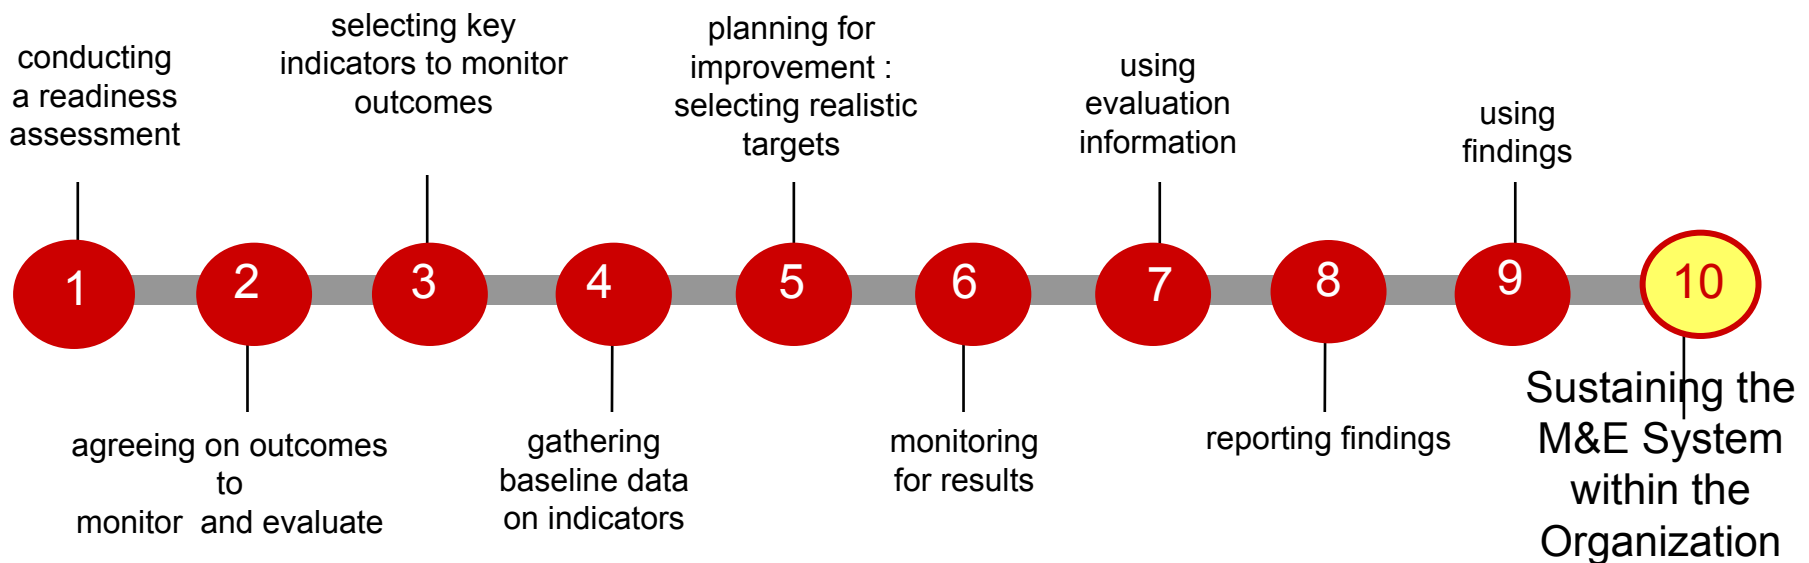 conducting
a readiness
assessment
selecting key
indicators to monitor
outcomes
planning for
improvement :
selecting realistic
targets
using
evaluation
information
using
findings
1
2
3
4
5
6
7
8
9
10
agreeing on outcomes
to
monitor  and evaluate
gathering
baseline data
on indicators
monitoring
for results
reporting findings
Sustaining the
M&E System
within the
Organization